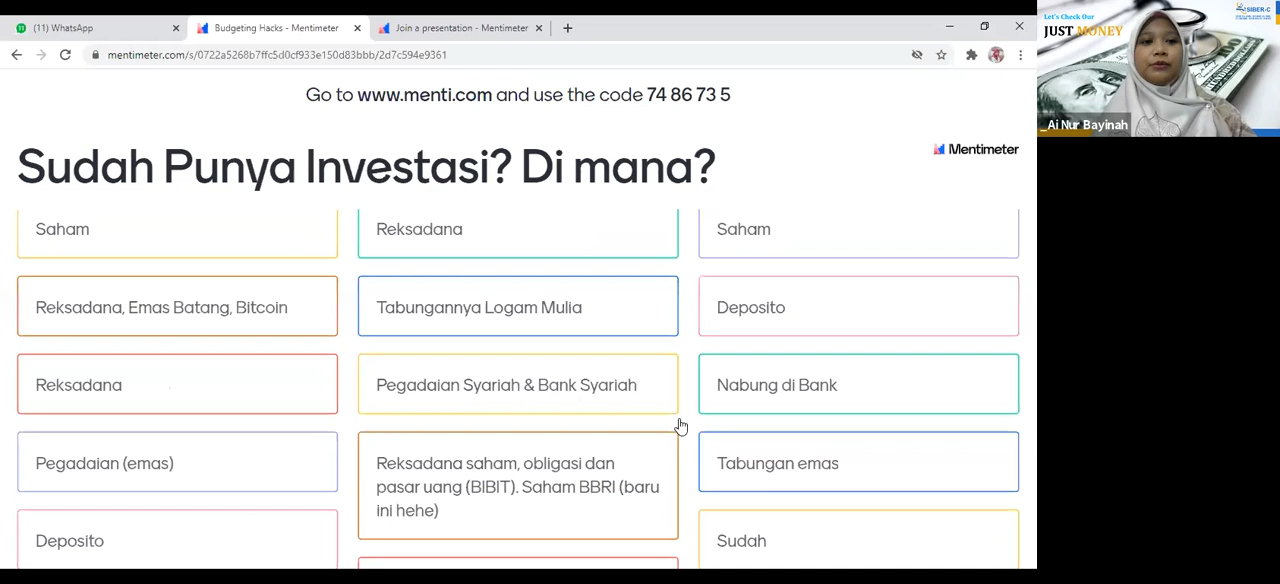 (11) WhatsApp
Budgeting Hacks - Mentimeter
Join a presentation - Mentimeter
mentimeter.com/s/0722a5268b7ffc5d0cf933e150d83bbb/2d7c594e9361
Go to www.menti.com and use the code 74 86 73 5
Mentimeter
Sudah Punya Investasi? Di mana?
Saham
Reksadana
Saham
Reksadana, Emas Batang, Bitcoin
Tabungannya Logam Mulia
Deposito
Reksadana
Pegadaian Syariah & Bank Syariah
Nabung di Bank
Pegadaian (emas)
Reksadana saham, obligasi dan
pasar uang (BIBIT). Saham BBRI (baru
ini hehe)
Tabungan emas
Deposito
Sudah
Let's Check Our
JUST MONEY
SIBER-C
_Ai Nur Bayinah